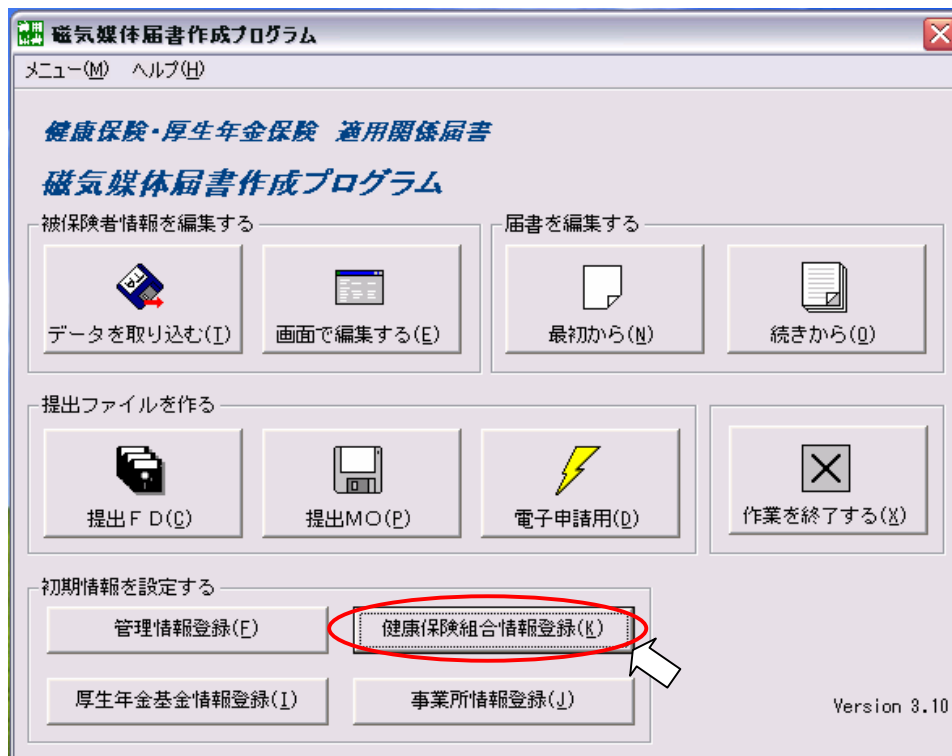 磁気媒体届書作成プログラム
メニュー(M) ヘルプ(H)
健康保険・厚生年金保険 適用関係届書
磁気媒体届書作成プログラム
被保険者情報を編集する
届書を編集する
データを取り込む(I)
画面で編集する(E)
最初から(N)
続きから(O)
提出ファイルを作る
提出ＦＤ(C)
提出MO(P)
電子申請用(D)
作業を終了する(X)
初期情報を設定する
管理情報登録(F)
健康保険組合情報登録(K)
厚生年金基金情報登録(I)
事業所情報登録(J)
Version 3.10